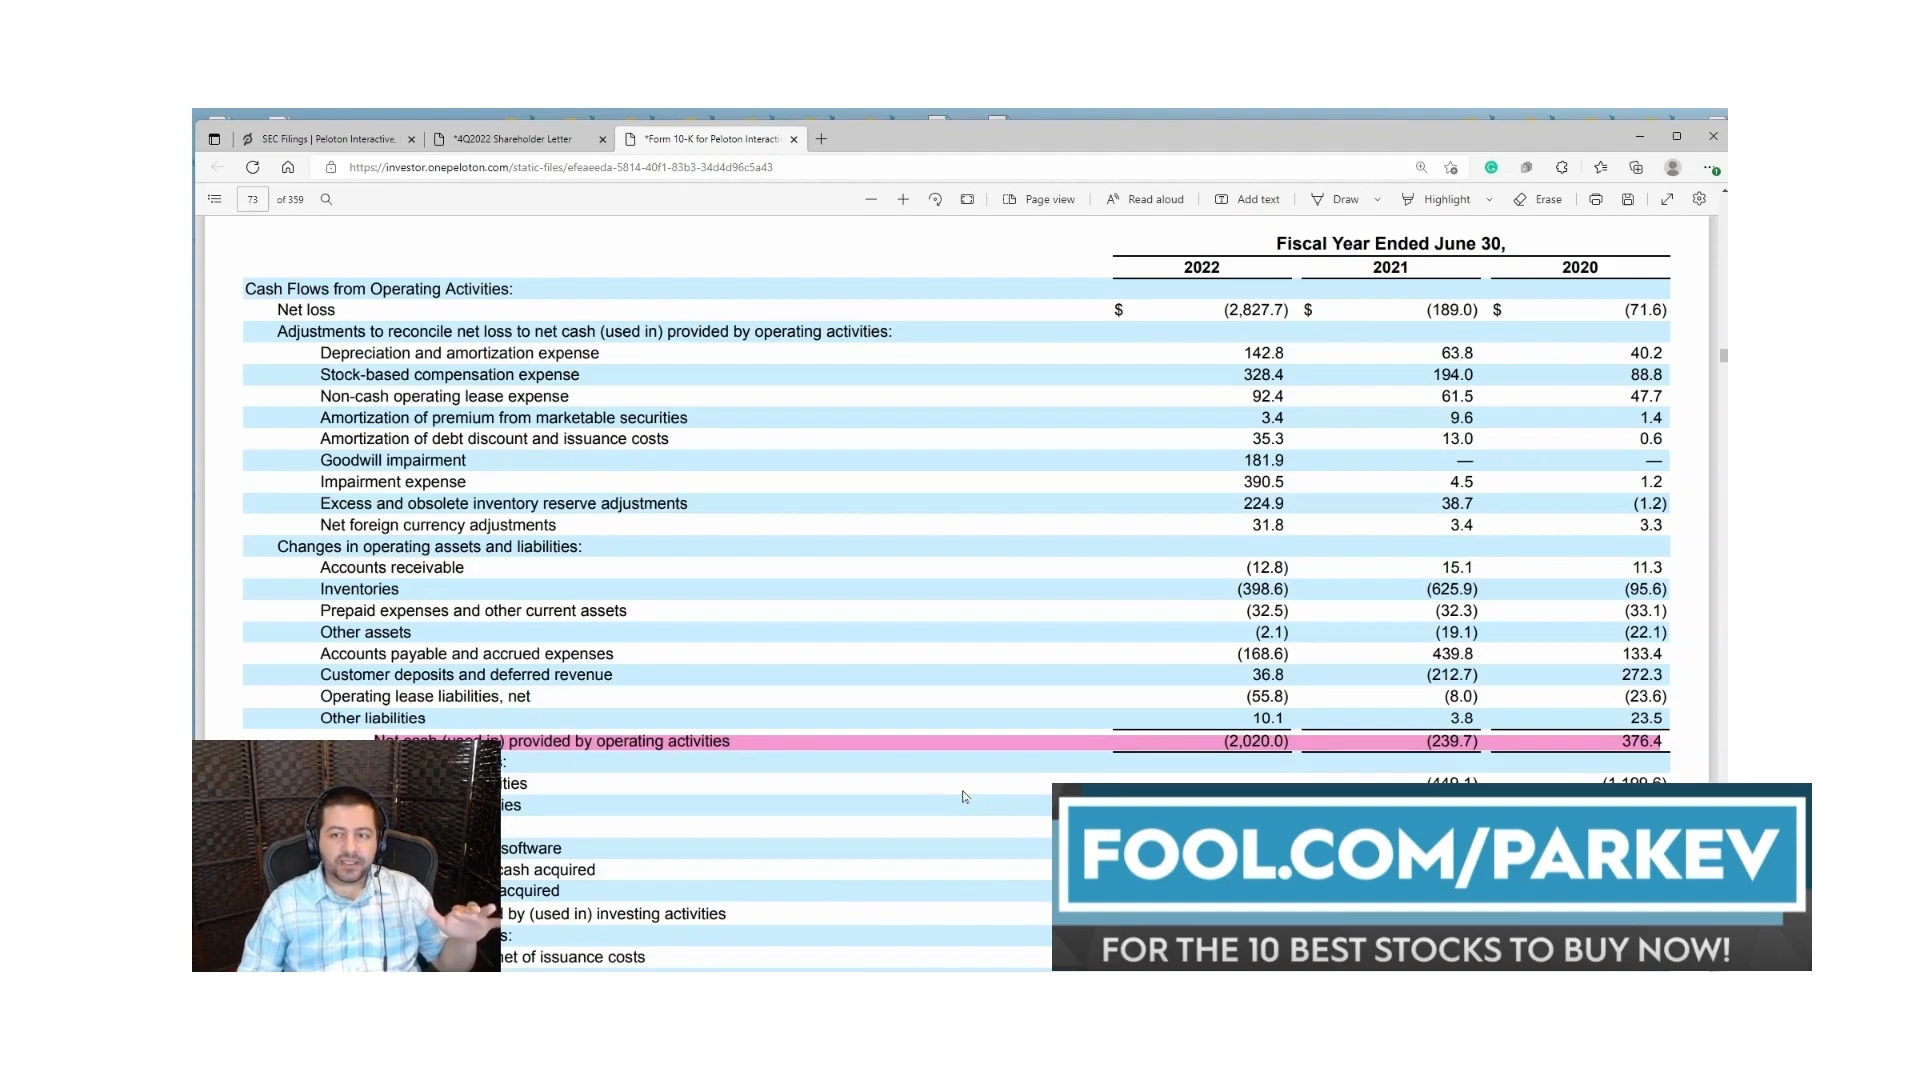 SEC Filings | Peloton Interactive,
*4Q2022 Shareholder Letter
*Form 10-K for Peloton Interacti
https://investor.onepeloton.com/static-files/efeaeeda-5814-40f1-83b3-34d4d96c5a43
73 of 359
Page view
Read aloud
Add text
Draw
Highlight
Erase
Fiscal Year Ended June 30,
2022 2021 2020
Cash Flows from Operating Activities:
Net loss $ (2,827.7) $ (189.0) $ (71.6)
Adjustments to reconcile net loss to net cash (used in) provided by operating activities:
Depreciation and amortization expense 142.8 63.8 40.2
Stock-based compensation expense 328.4 194.0 88.8
Non-cash operating lease expense 92.4 61.5 47.7
Amortization of premium from marketable securities 3.4 9.6 1.4
Amortization of debt discount and issuance costs 35.3 13.0 0.6
Goodwill impairment 181.9 — —
Impairment expense 390.5 4.5 1.2
Excess and obsolete inventory reserve adjustments 224.9 38.7 (1.2)
Net foreign currency adjustments 31.8 3.4 3.3
Changes in operating assets and liabilities:
Accounts receivable (12.8) 15.1 11.3
Inventories (398.6) (625.9) (95.6)
Prepaid expenses and other current assets (32.5) (32.3) (33.1)
Other assets (2.1) (19.1) (22.1)
Accounts payable and accrued expenses (168.6) 439.8 133.4
Customer deposits and deferred revenue 36.8 (212.7) 272.3
Operating lease liabilities, net (55.8) (8.0) (23.6)
Other liabilities 10.1 3.8 23.5
Net cash (used in) provided by operating activities (2,020.0) (239.7) 376.4
ities (449.1) (1,199.6)
ies
software
cash acquired
acquired
by (used in) investing activities
s:
net of issuance costs
FOOL.COM/PARKEV
FOR THE 10 BEST STOCKS TO BUY NOW!